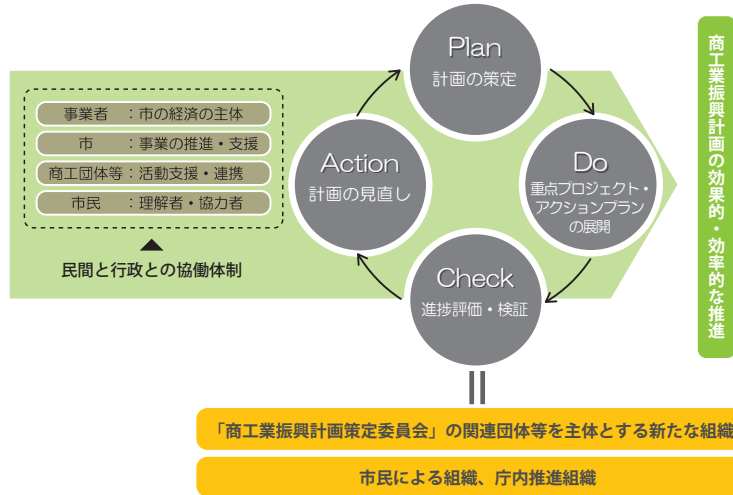 事業者 ：市の経済の主体
市 ：事業の推進・支援
商工団体等：活動支援・連携
市民 ：理解者・協力者
民間と行政との協働体制
Plan
計画の策定
Do
重点プロジェクト・
アクションプラン
の展開
Check
進捗評価・検証
Action
計画の見直し
商工業振興計画の効果的・効率的な推進
「商工業振興計画策定委員会」の関連団体等を主体とする新たな組織
市民による組織、庁内推進組織